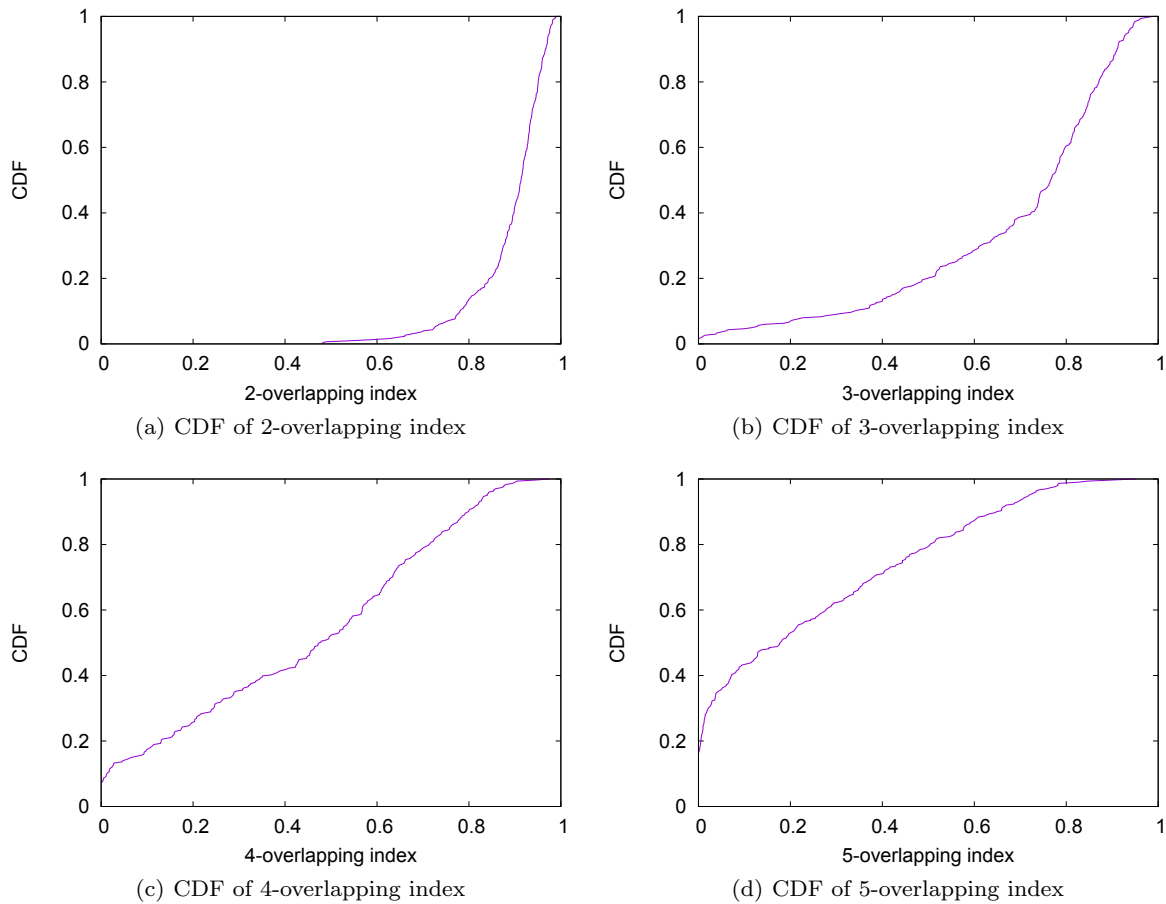 1
0.8
0.6
0.4
0.2
0
CDF
0 0.2 0.4 0.6 0.8 1
2-overlapping index
(a) CDF of 2-overlapping index
1
0.8
0.6
0.4
0.2
0
CDF
0 0.2 0.4 0.6 0.8 1
3-overlapping index
(b) CDF of 3-overlapping index
1
0.8
0.6
0.4
0.2
0
CDF
0 0.2 0.4 0.6 0.8 1
4-overlapping index
(c) CDF of 4-overlapping index
1
0.8
0.6
0.4
0.2
0
CDF
0 0.2 0.4 0.6 0.8 1
5-overlapping index
(d) CDF of 5-overlapping index